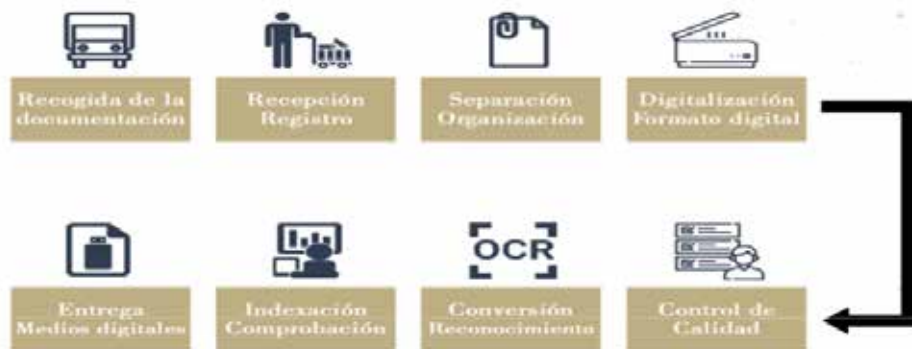 Recogida de la
documentación
Recepción
Registro
Separación
Organización
Digitalización
Formato digital
Entrega
Medios digitales
Indexación
Comprobación
OCR
Conversión
Reconocimiento
Control de
Calidad